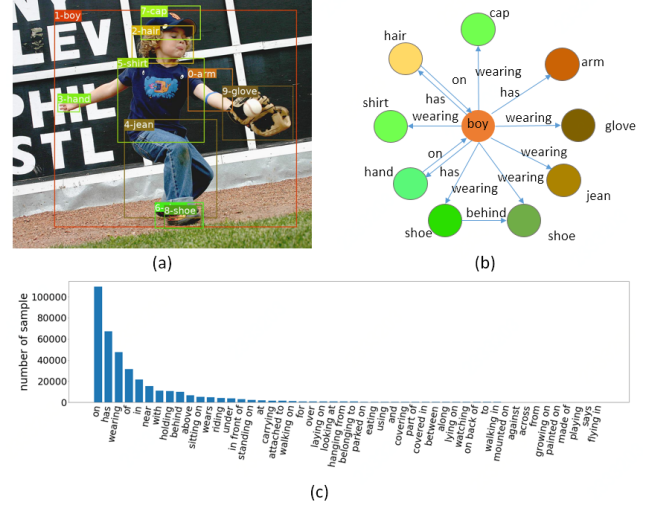 NY
LEV
PHIL
STL
1-boy
7-cap
2-hair
5-shirt
0-arm
3-hand
9-glove
4-jean
6-
8-shoe
(a)
cap
hair
arm
on
wearing
has
has
shirt
wearing
boy
wearing
glove
on
wearing
hand
has
wearing
wearing
jean
shoe
behind
shoe
(b)
number of sample
100000
80000
60000
40000
20000
0
on
has
wearing
of
in
near
with
holding
behind
above
sitting on
wears
riding
under
in front of
standing on
at
carrying
attached to
walking on
for
over
laying on
looking at
hanging from
belonging to
parked on
eating
using
and
covering
part of
covered in
between
along
lying on
watching
on back of
to
walking in
mounted on
against
across
from
growing on
painted on
made of
playing
says
flying in
(c)